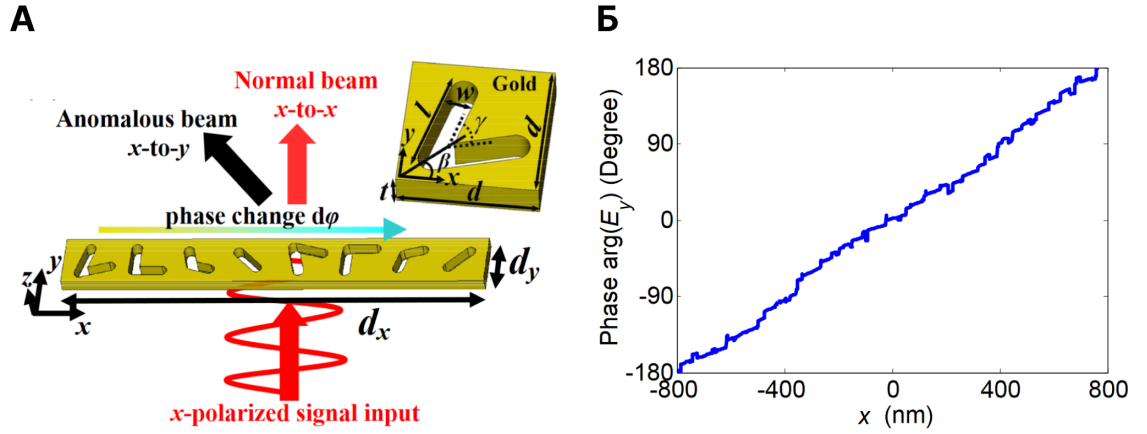 А
Б
Normal beam
x-to-x
Anomalous beam
x-to-y
Gold
l
w
d
y
γ
β
x
t
d
phase change dφ
y
z
x
d_y
d_x
x-polarized signal input
Phase arg(E_y) (Degree)
180
90
0
-90
-180
-800
-400
0
400
800
x (nm)